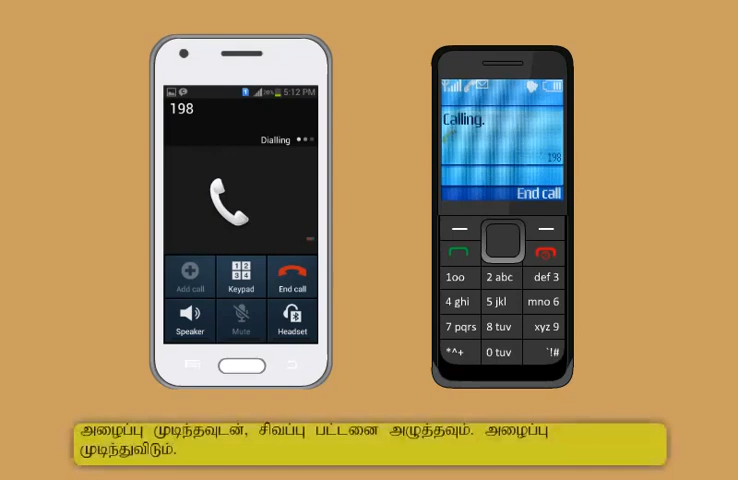 5:12 PM
198
Dialling
Add call
Keypad
End call
Speaker
Mute
Headset
Calling.
198
End call
1oo
2 abc
def 3
4 ghi
5 jkl
mno 6
7 pqrs
8 tuv
xyz 9
*^+
0 tuv
`!#
அழைப்பு முடிந்தவுடன், சிவப்பு பட்டனை அழுத்தவும். அழைப்பு
முடிந்துவிடும்.